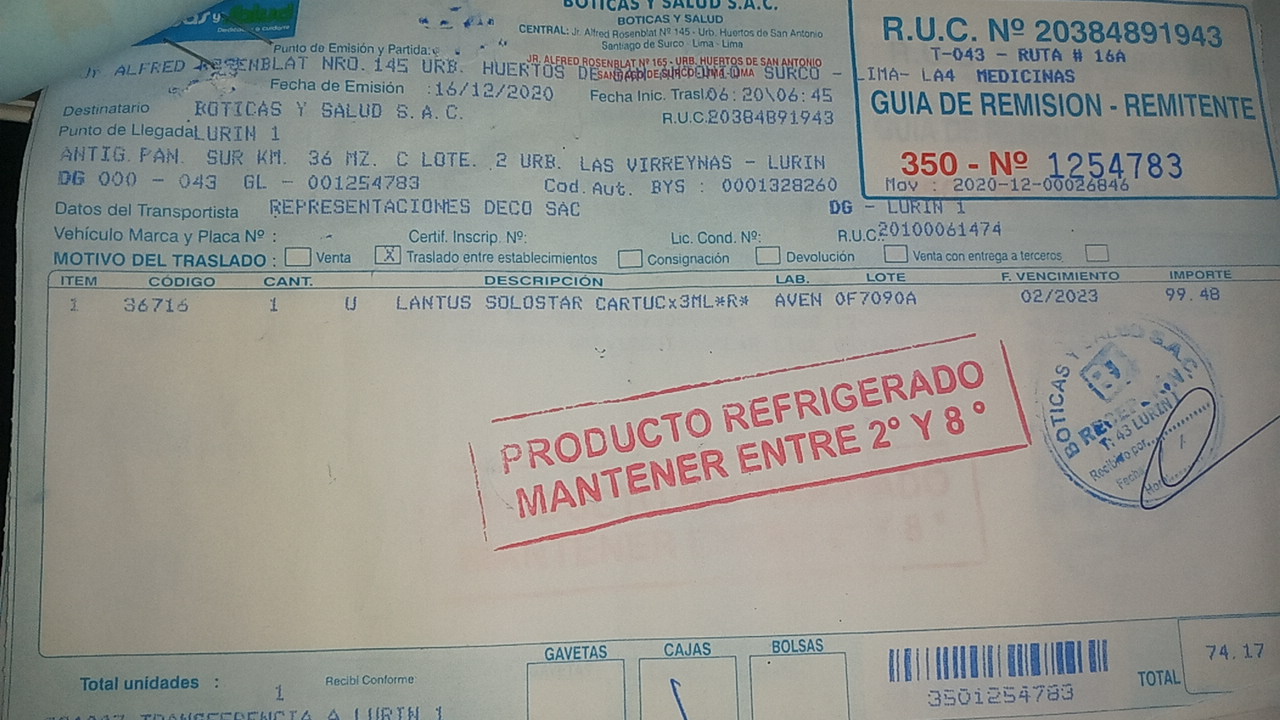 BOTICAS Y SALUD S.A.C.
BOTICAS Y SALUD
CENTRAL: Jr. Alfred Rosenblat Nº 145 - Urb. Huertos de San Antonio
Santiago de Surco - Lima - Lima
R.U.C. Nº 20384891943
T-043 - RUTA # 16A
LA4 MEDICINAS
GUIA DE REMISION - REMITENTE
350 - Nº 1254783
Mov : 2020-12-00026846
Punto de Emisión y Partida:
JR. ALFRED ROSENBLAT Nº 165 - URB. HUERTOS DE SAN ANTONIO
Jr ALFRED ROSENBLAT NRO. 145 URB. HUERTOS DE SURCO - LIMA-
Fecha de Emisión :16/12/2020 Fecha Inic. Trasl. 06:20\06:45
Destinatario BOTICAS Y SALUD S.A.C. R.U.C. 20384891943
Punto de Llegada LURIN 1
ANTIG. PAN. SUR KM. 36 MZ. C LOTE. 2 URB. LAS VIRREYNAS - LURIN
DG 000 - 043 GL - 001254783 Cod. Aut. BYS : 0001328260
Datos del Transportista REPRESENTACIONES DECO SAC DG - LURIN 1
Vehículo Marca y Placa Nº : - Certif. Inscrip. Nº: Lic. Cond. Nº: R.U.C. 20100061474
MOTIVO DEL TRASLADO : Venta X Traslado entre establecimientos Consignación Devolución Venta con entrega a terceros
ITEM CÓDIGO CANT. DESCRIPCIÓN LAB. LOTE F. VENCIMIENTO IMPORTE
1 36716 1 U LANTUS SOLOSTAR CARTUCx3ML*R* AVEN 0F7090A 02/2023 99.48
PRODUCTO REFRIGERADO
MANTENER ENTRE 2º Y 8º
BOTICAS Y SALUD S.A.C.
BJ
RECEPCIÓN
T: 43 LURIN 1
Recibido por
Fecha
GAVETAS CAJAS BOLSAS
Total unidades : 1 Recibí Conforme
3501254783
TOTAL 74.17
TRANSFERENCIA A LURIN 1